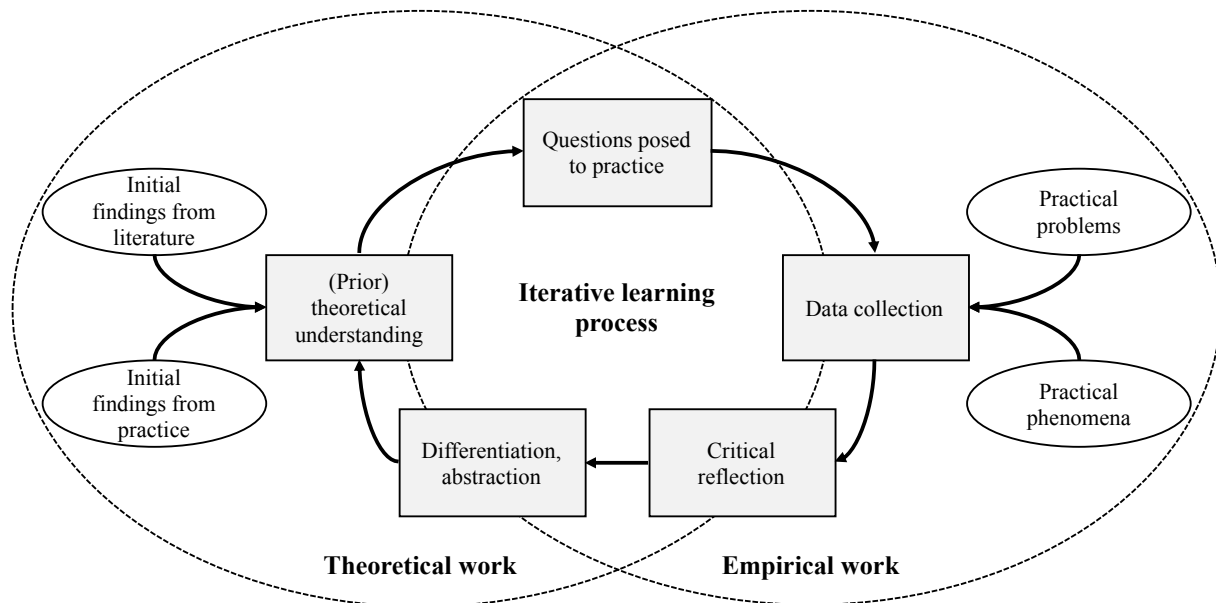 Questions posed
to practice
Initial
findings from
literature
Practical
problems
(Prior)
theoretical
understanding
Iterative learning
process
Data collection
Initial
findings from
practice
Practical
phenomena
Differentiation,
abstraction
Critical
reflection
Theoretical work
Empirical work